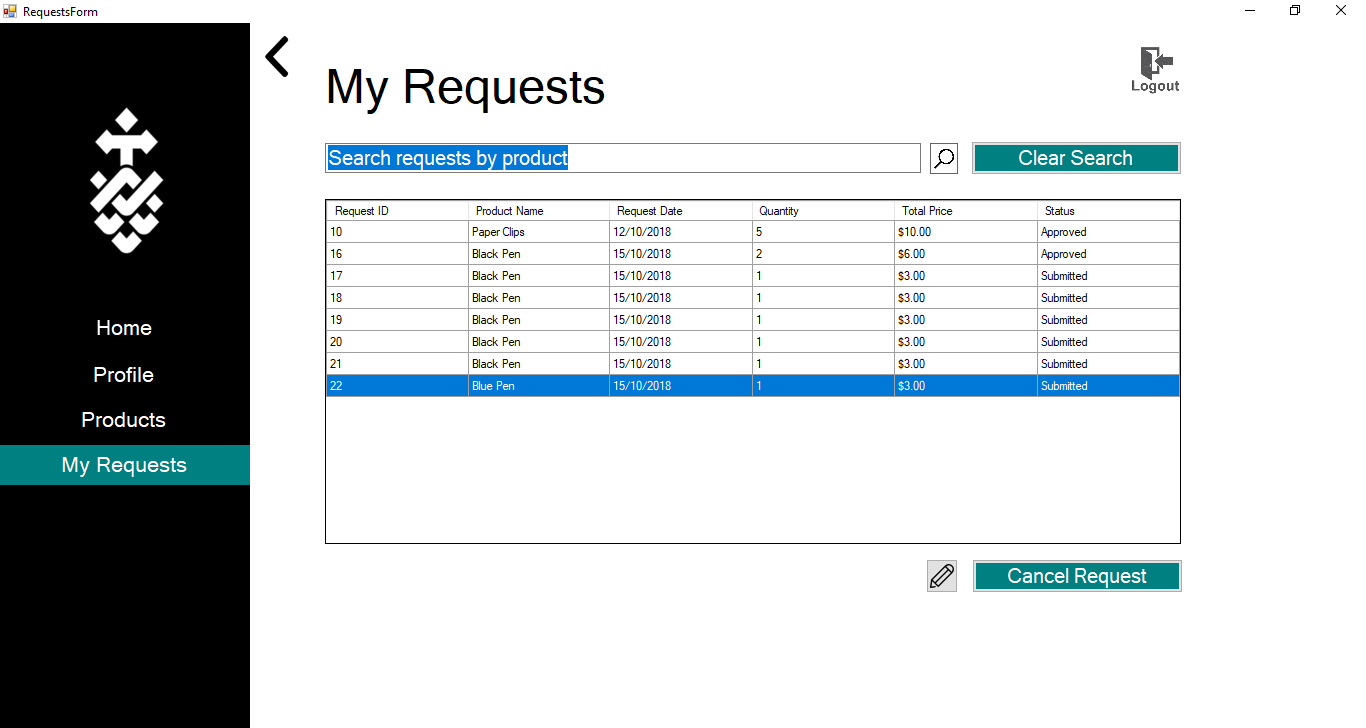 RequestsForm
My Requests
Logout
Search requests by product
Clear Search
Home
Profile
Products
My Requests
Request ID Product Name Request Date Quantity Total Price Status
10 Paper Clips 12/10/2018 5 $10.00 Approved
16 Black Pen 15/10/2018 2 $6.00 Approved
17 Black Pen 15/10/2018 1 $3.00 Submitted
18 Black Pen 15/10/2018 1 $3.00 Submitted
19 Black Pen 15/10/2018 1 $3.00 Submitted
20 Black Pen 15/10/2018 1 $3.00 Submitted
21 Black Pen 15/10/2018 1 $3.00 Submitted
22 Blue Pen 15/10/2018 1 $3.00 Submitted
Cancel Request